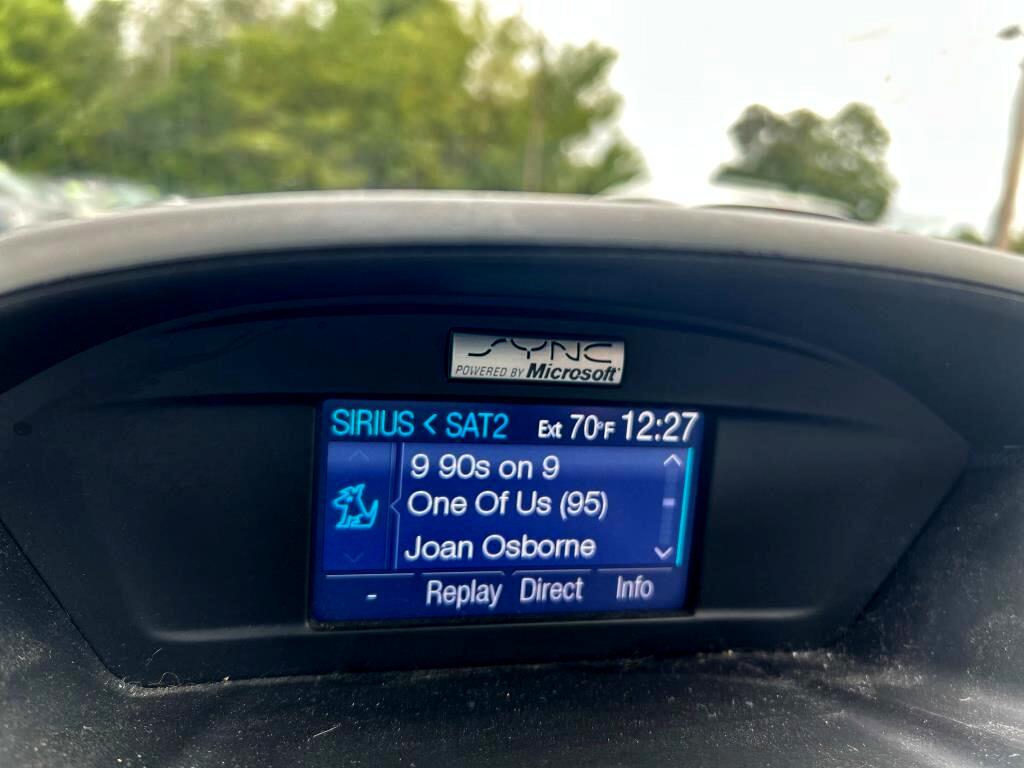 SYNC
POWERED BY Microsoft
SIRIUS < SAT2 Ext 70°F 12:27
9 90s on 9
One Of Us (95)
Joan Osborne
- Replay Direct Info